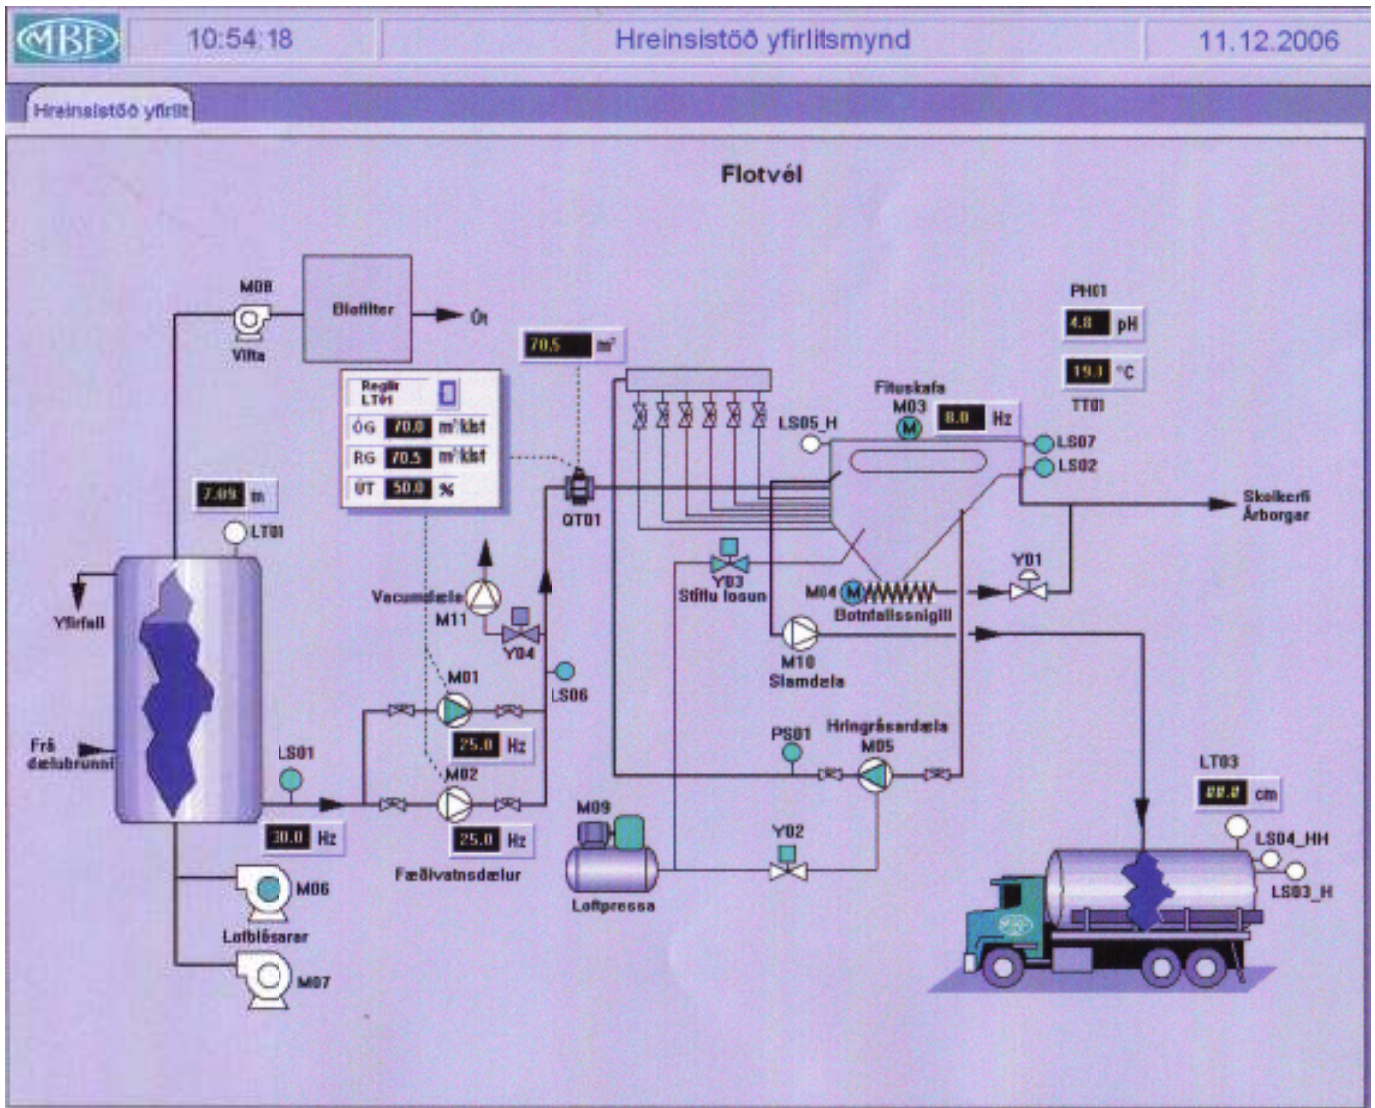 MBF
10:54:18
Hreinsistöð yfirlitsmynd
11.12.2006
Hreinsistöð yfirlit
Flotvél
M08
Vifta
Biofilter
Út
70.5 m³
PH01
4.8 pH
19.1 °C
TT01
Reglir
LT01
ÓG 70.0 m³/klst
RG 70.5 m³/klst
ÚT 50.0 %
Fituskafa
M03
8.0 Hz
LS05_H
LS07
LS02
7.09 m
LT01
QT01
Skolkerfi
Árborgar
Yfirfall
Vacumdæla
M11
Y04
Y03
Stíflu losun
M04
Botnfallssnigill
Y01
M10
Slamdæla
LS06
M01
25.0 Hz
Frá
dælubrunni
LS01
30.0 Hz
M02
25.0 Hz
Fæðivatnsdælur
PS01
Hringrásardæla
M05
LT03
cm
M09
Loftpressa
Y02
LS04_HH
LS03_H
M06
Lofblásarar
M07
MBF